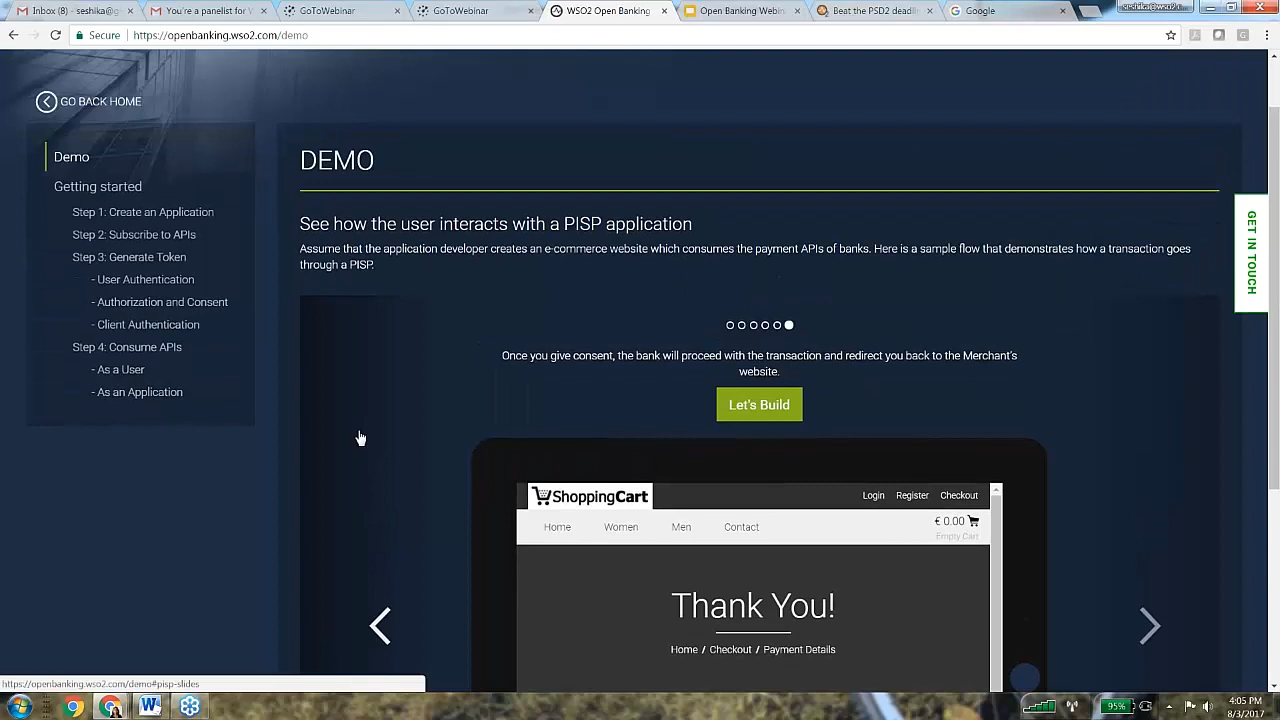 Inbox (8) - seshika@
You're a panelist for
GoToWebinar
GoToWebinar
WSO2 Open Banking
Open Banking Webin
Beat the PSD2 deadl
Google
seshika@wso2.
Secure
https://openbanking.wso2.com/demo
GO BACK HOME
Demo
Getting started
Step 1: Create an Application
Step 2: Subscribe to APIs
Step 3: Generate Token
- User Authentication
- Authorization and Consent
- Client Authentication
Step 4: Consume APIs
- As a User
- As an Application
DEMO
See how the user interacts with a PISP application
Assume that the application developer creates an e-commerce website which consumes the payment APIs of banks. Here is a sample flow that demonstrates how a transaction goes
through a PISP.
Once you give consent, the bank will proceed with the transaction and redirect you back to the Merchant's
website.
Let's Build
ShoppingCart
Login Register Checkout
Home Women Men Contact
€ 0.00
Empty Cart
Thank You!
Home / Checkout / Payment Details
GET IN TOUCH
https://openbanking.wso2.com/demo#pisp-slides
95%
4:05 PM
8/3/2017